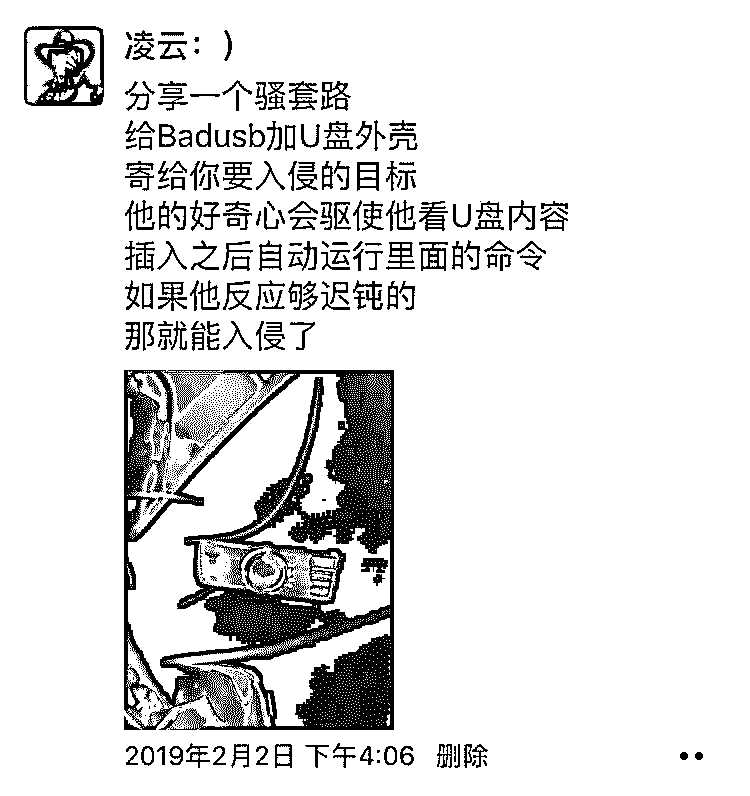 凌云：)
分享一个骚套路
给Badusb加U盘外壳
寄给你要入侵的目标
他的好奇心会驱使他看U盘内容
插入之后自动运行里面的命令
如果他反应够迟钝的
那就能入侵了
2019年2月2日 下午4:06 删除